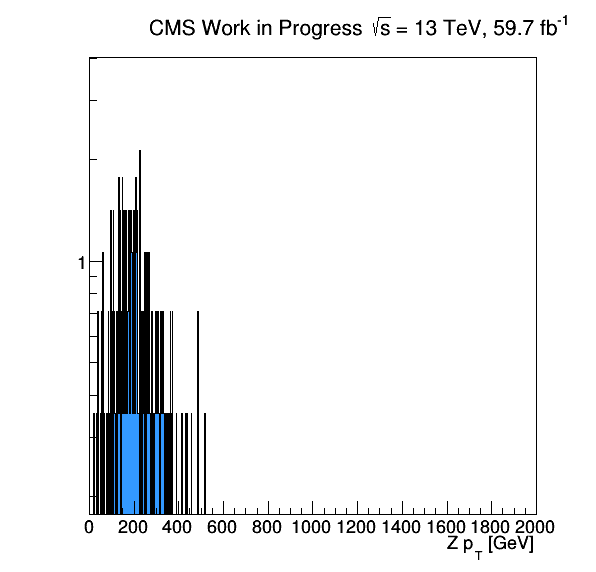 CMS Work in Progress √s = 13 TeV, 59.7 fb⁻¹
1
0 200 400 600 800 1000 1200 1400 1600 1800 2000
Z p_T [GeV]